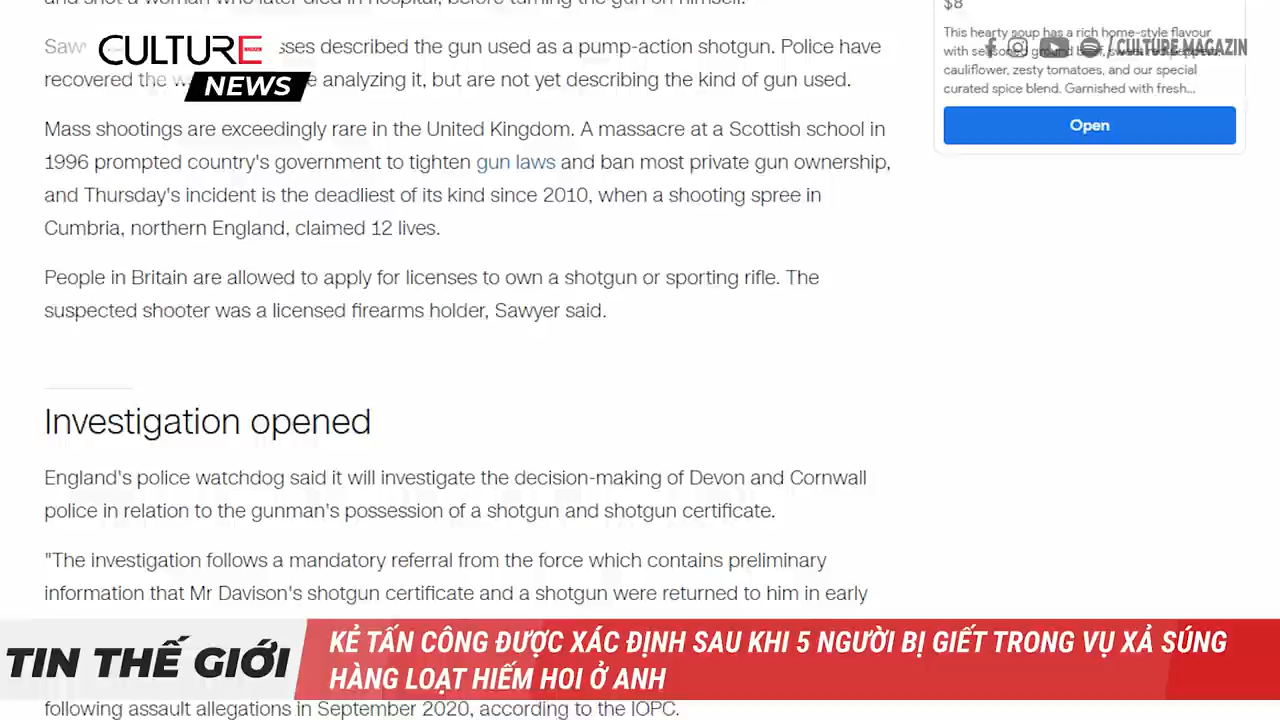 and shot a woman who later died in hospital, before turning the gun on himself.
CULTURE
NEWS
sses described the gun used as a pump-action shotgun. Police have
recovered the analyzing it, but are not yet describing the kind of gun used.
Mass shootings are exceedingly rare in the United Kingdom. A massacre at a Scottish school in
1996 prompted country's government to tighten gun laws and ban most private gun ownership,
and Thursday's incident is the deadliest of its kind since 2010, when a shooting spree in
Cumbria, northern England, claimed 12 lives.
People in Britain are allowed to apply for licenses to own a shotgun or sporting rifle. The
suspected shooter was a licensed firearms holder, Sawyer said.
Investigation opened
England's police watchdog said it will investigate the decision-making of Devon and Cornwall
police in relation to the gunman's possession of a shotgun and shotgun certificate.
"The investigation follows a mandatory referral from the force which contains preliminary
information that Mr Davison's shotgun certificate and a shotgun were returned to him in early
following assault allegations in September 2020, according to the IOPC.
$8
This hearty soup has a rich home-style flavour
with seasoned ground beef, sweet red peppers,
cauliflower, zesty tomatoes, and our special
curated spice blend. Garnished with fresh...
/CULTURE.MAGAZIN
Open
TIN THẾ GIỚI
KẺ TẤN CÔNG ĐƯỢC XÁC ĐỊNH SAU KHI 5 NGƯỜI BỊ GIẾT TRONG VỤ XẢ SÚNG
HÀNG LOẠT HIẾM HOI Ở ANH